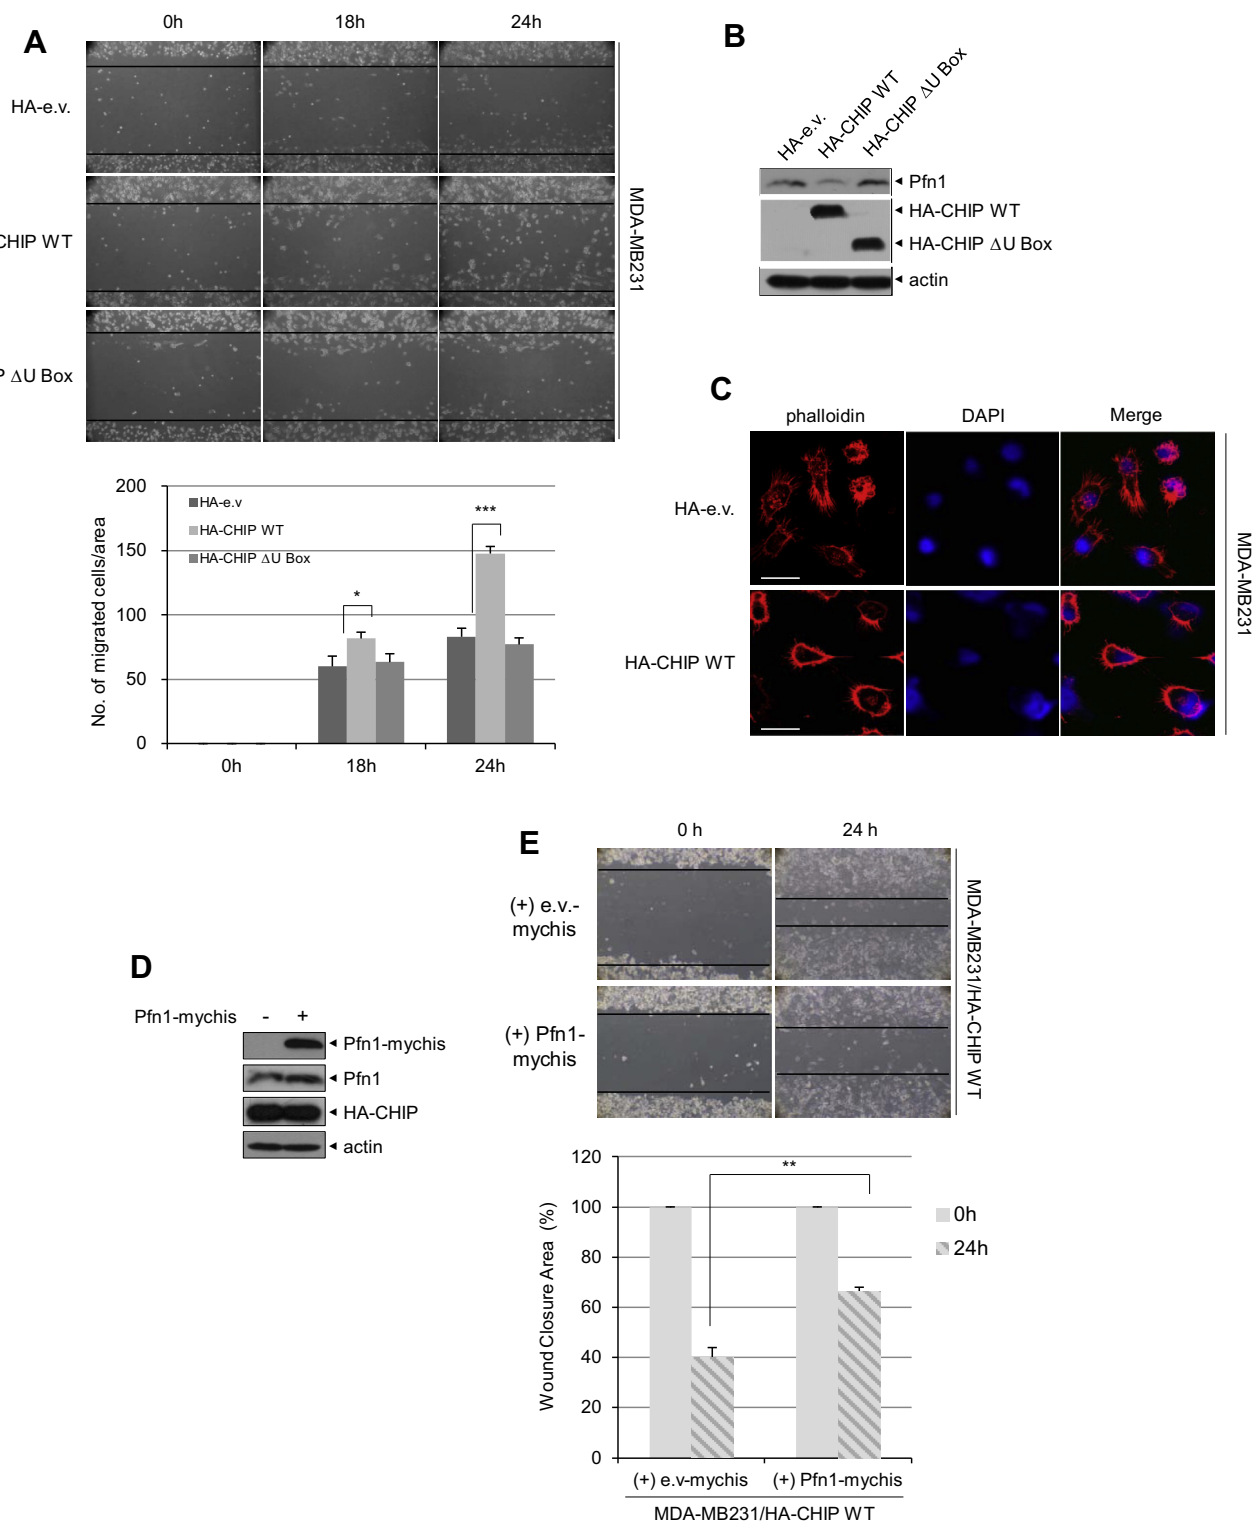 A
0h
18h
24h
HA-e.v.
CHIP WT
ΔU Box
MDA-MB231
200
150
100
50
0
No. of migrated cells/area
HA-e.v
HA-CHIP WT
HA-CHIP ΔU Box
*
***
0h
18h
24h
B
HA-e.v.
HA-CHIP WT
HA-CHIP ΔU Box
Pfn1
HA-CHIP WT
HA-CHIP ΔU Box
actin
C
phalloidin
DAPI
Merge
HA-e.v.
HA-CHIP WT
MDA-MB231
D
Pfn1-mychis
-
+
Pfn1-mychis
Pfn1
HA-CHIP
actin
E
0 h
24 h
(+) e.v.-
mychis
(+) Pfn1-
mychis
MDA-MB231/HA-CHIP WT
120
100
80
60
40
20
0
Wound Closure Area (%)
**
0h
24h
(+) e.v-mychis
(+) Pfn1-mychis
MDA-MB231/HA-CHIP WT